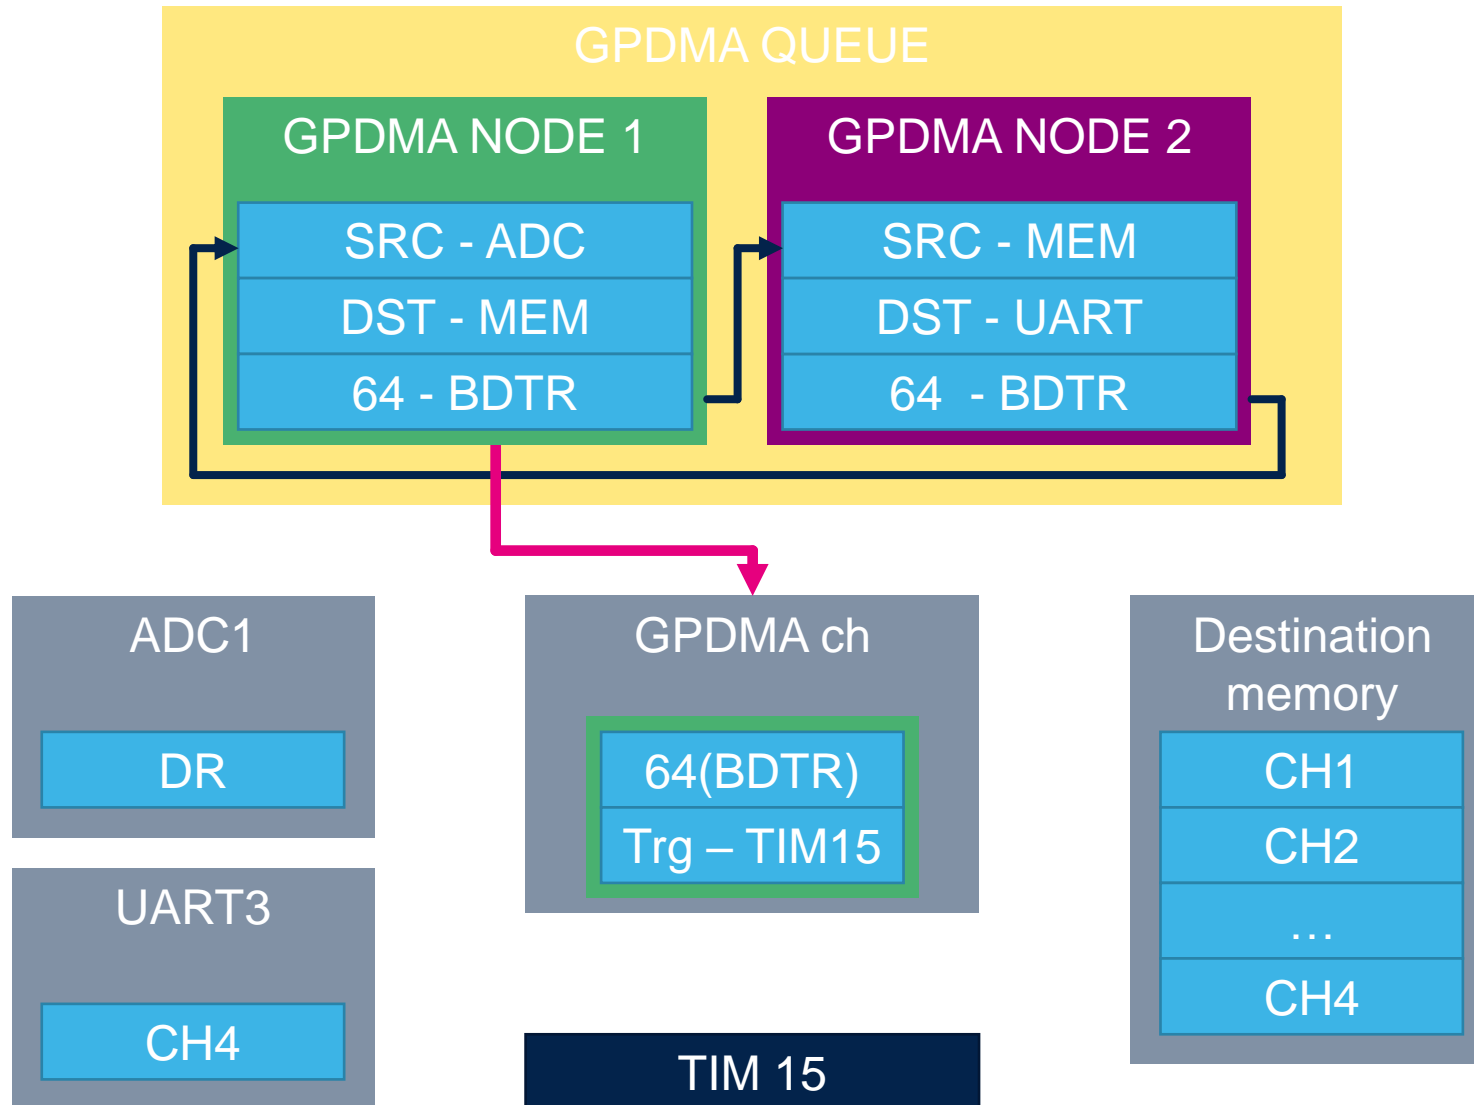 GPDMA QUEUE
GPDMA NODE 1
SRC - ADC
DST - MEM
64 - BDTR
GPDMA NODE 2
SRC - MEM
DST - UART
64 - BDTR
ADC1
DR
UART3
CH4
GPDMA ch
64(BDTR)
Trg – TIM15
TIM 15
Destination
memory
CH1
CH2
…
CH4